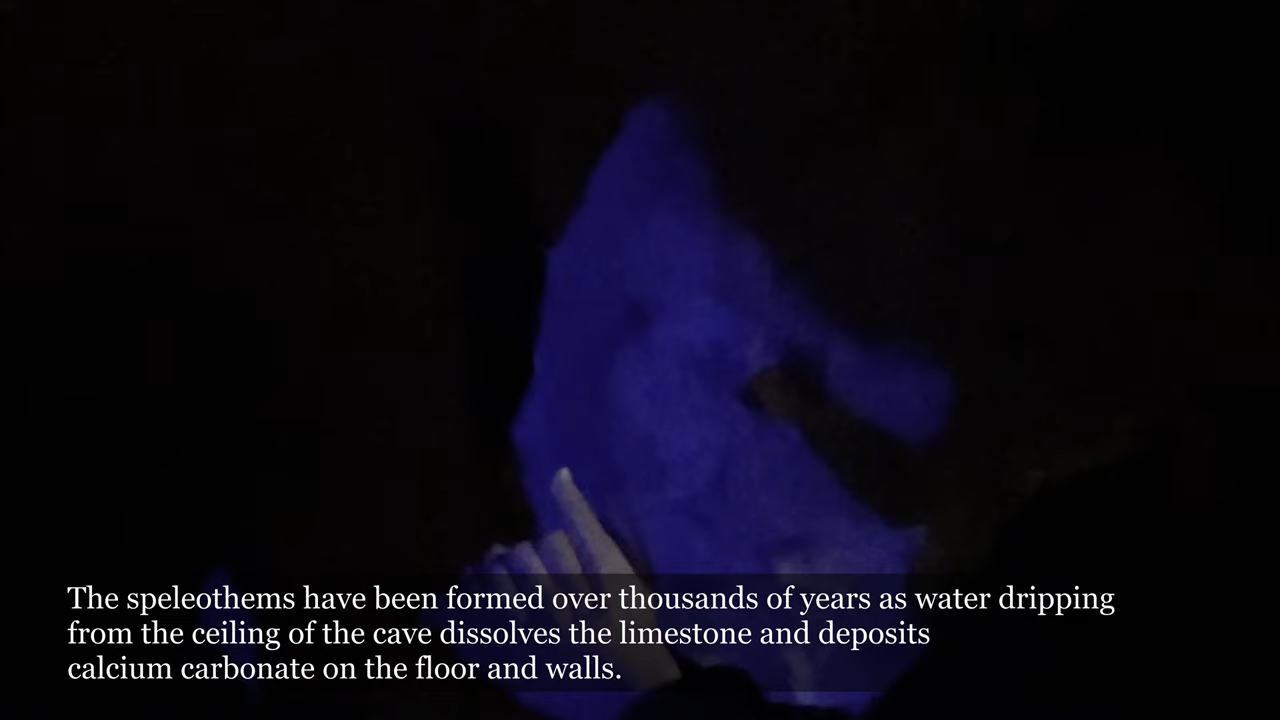 The speleothems have been formed over thousands of years as water dripping
from the ceiling of the cave dissolves the limestone and deposits
calcium carbonate on the floor and walls.